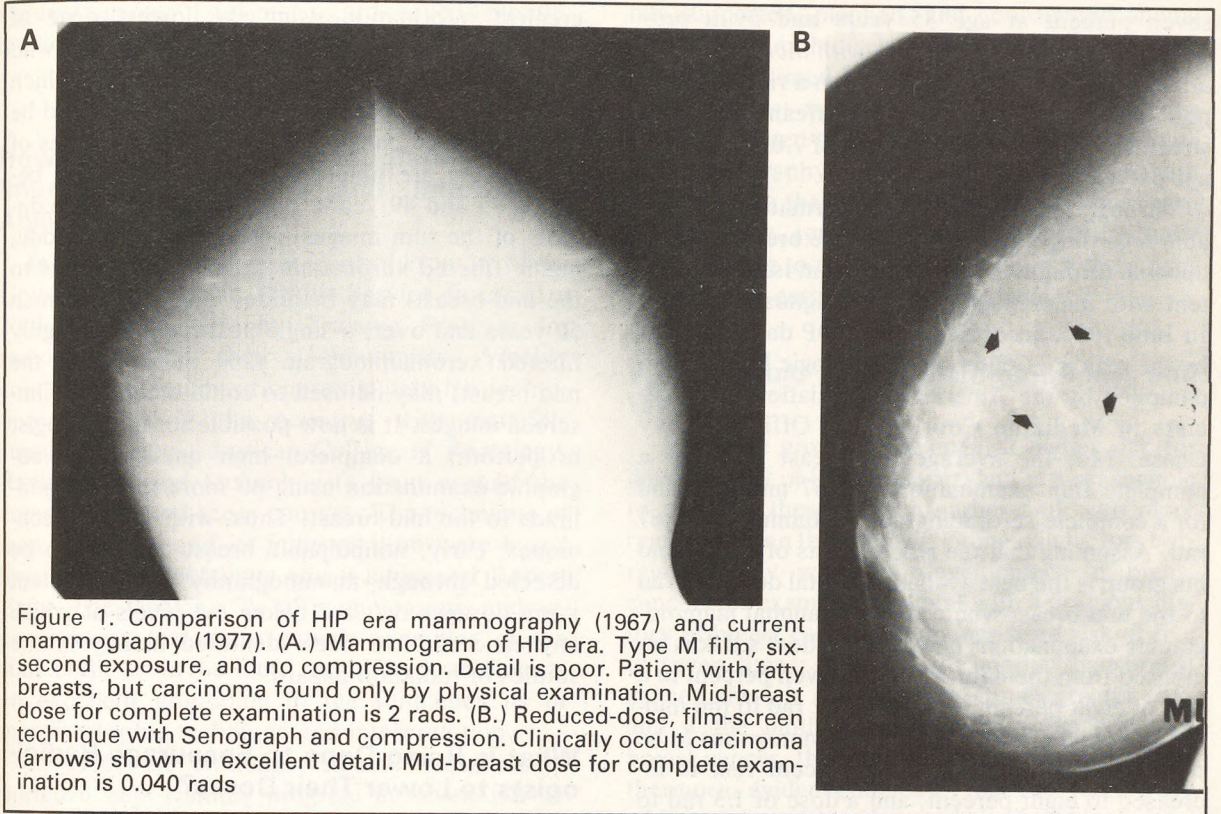 A
B
MI
Figure 1: Comparison of HIP era mammography (1967) and current
mammography (1977). (A.) Mammogram of HIP era. Type M film, six-
second exposure, and no compression. Detail is poor. Patient with fatty
breasts, but carcinoma found only by physical examination. Mid-breast
dose for complete examination is 2 rads. (B.) Reduced-dose, film-screen
technique with Senograph and compression. Clinically occult carcinoma
(arrows) shown in excellent detail. Mid-breast dose for complete exam-
ination is 0.040 rads